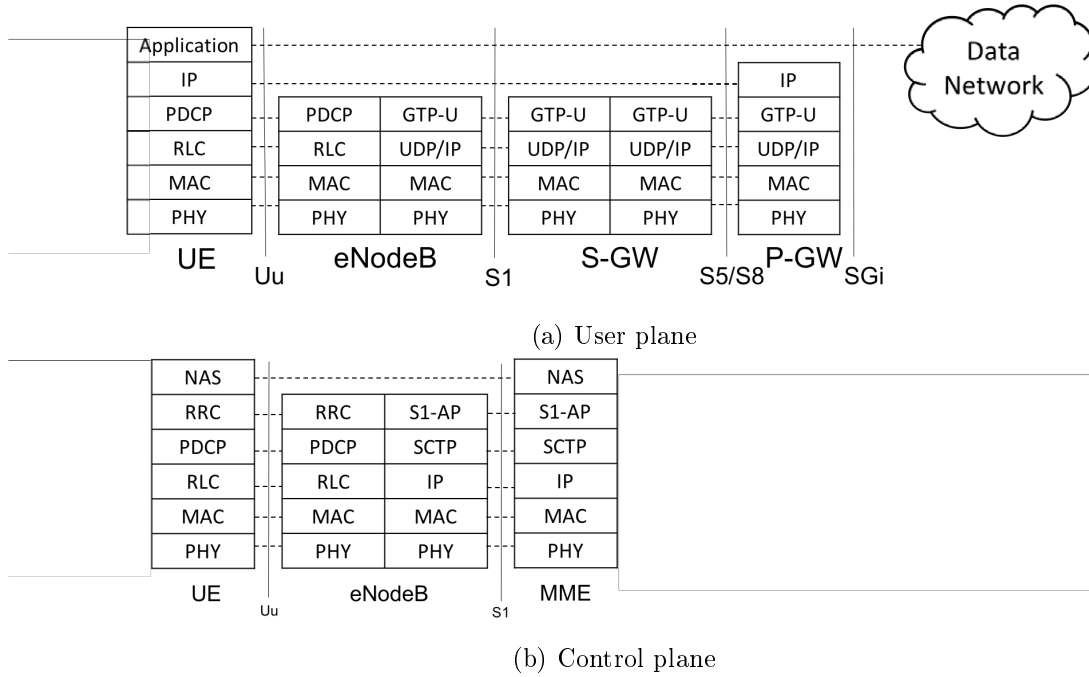 Application
Data
Network
IP IP
PDCP PDCP GTP-U GTP-U GTP-U GTP-U
RLC RLC UDP/IP UDP/IP UDP/IP UDP/IP
MAC MAC MAC MAC MAC MAC
PHY PHY PHY PHY PHY PHY
UE eNodeB S-GW P-GW
Uu S1 S5/S8 SGi
(a) User plane
NAS NAS
RRC RRC S1-AP S1-AP
PDCP PDCP SCTP SCTP
RLC RLC IP IP
MAC MAC MAC MAC
PHY PHY PHY PHY
UE eNodeB MME
Uu S1
(b) Control plane